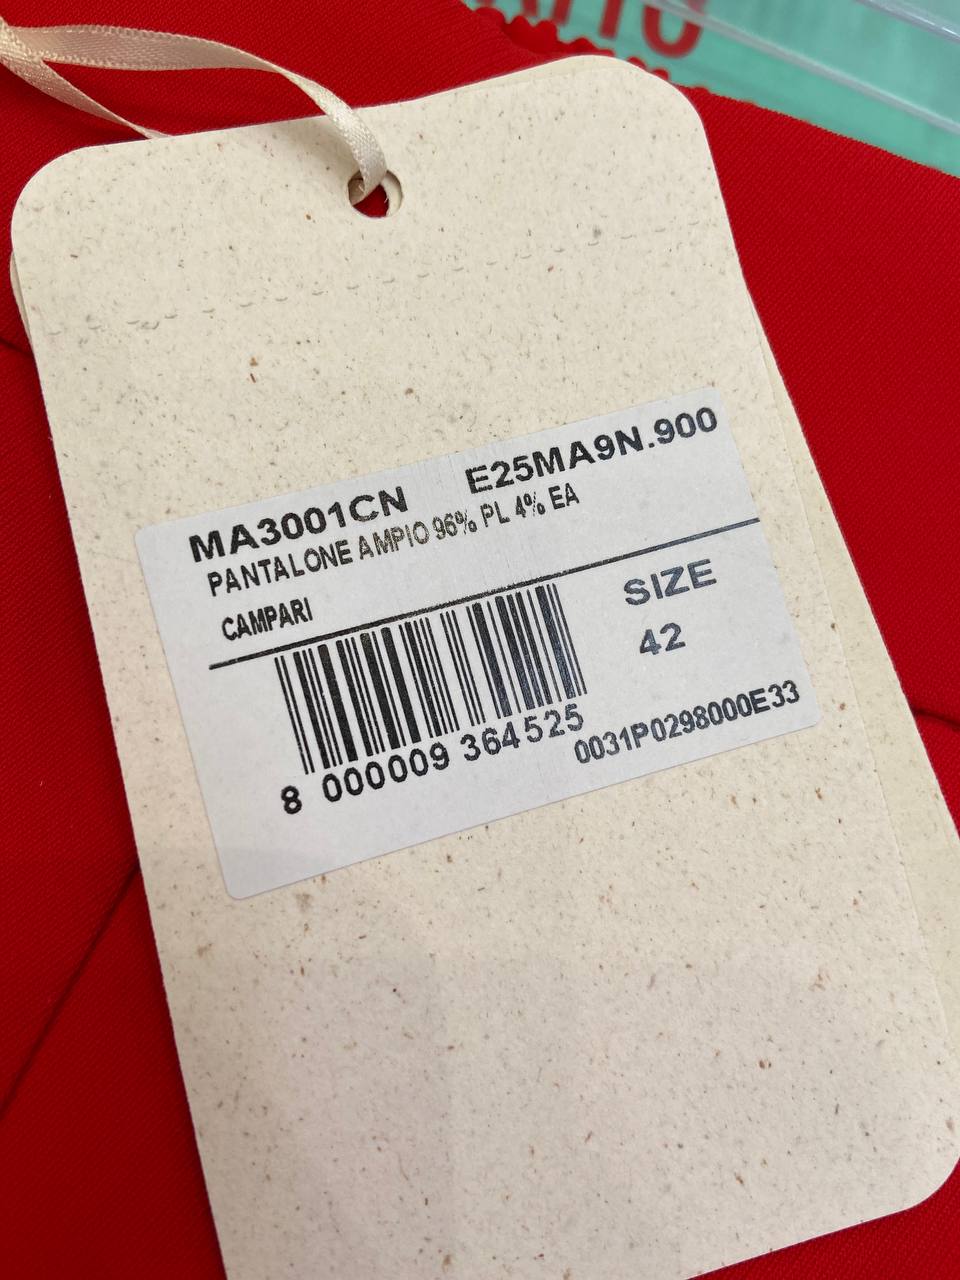 MA3001CN E25MA9N.900
PANTALONE AMPIO 96% PL 4% EA
CAMPARI
SIZE
42
8 000009 364525
0031P0298000E33